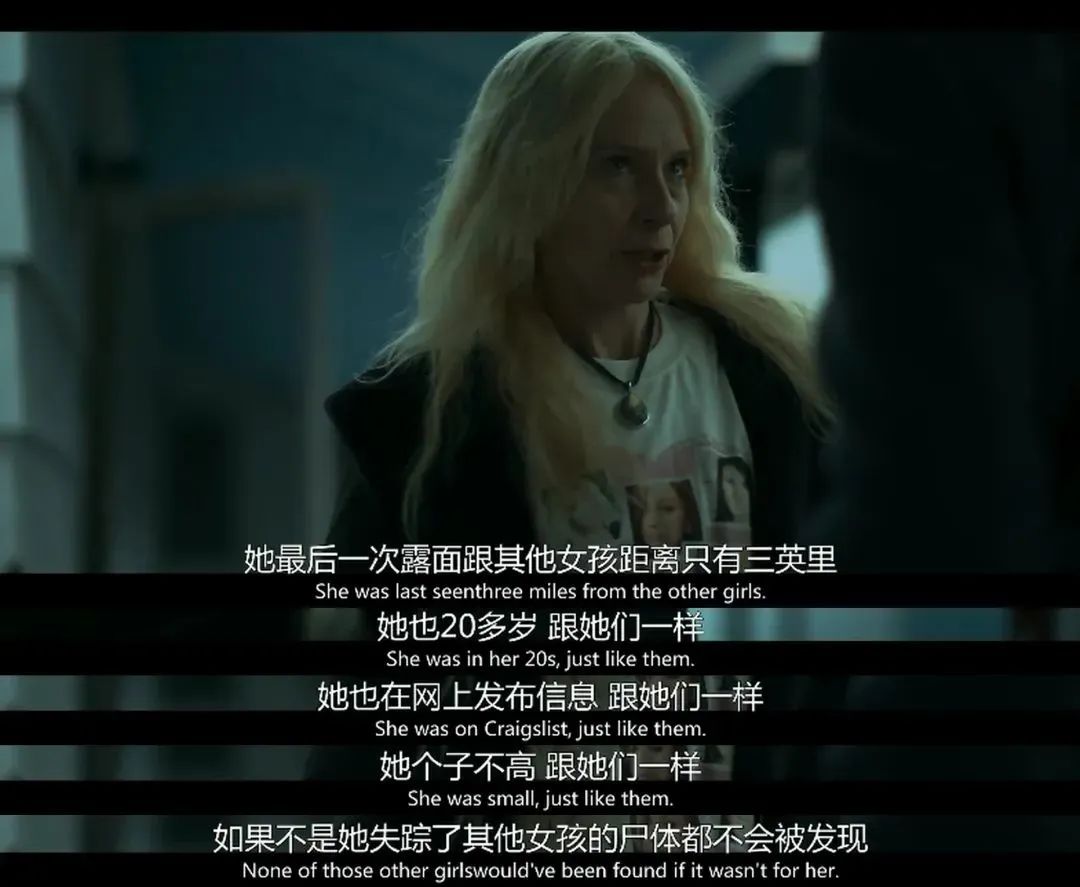 她最后一次露面跟其他女孩距离只有三英里
She was last seenthree miles from the other girls.
她也20多岁 跟她们一样
She was in her 20s, just like them.
她也在网上发布信息 跟她们一样
She was on Craigslist, just like them.
她个子不高 跟她们一样
She was small, just like them.
如果不是她失踪了其他女孩的尸体都不会被发现
None of those other girlswould've been found if it wasn't for her.